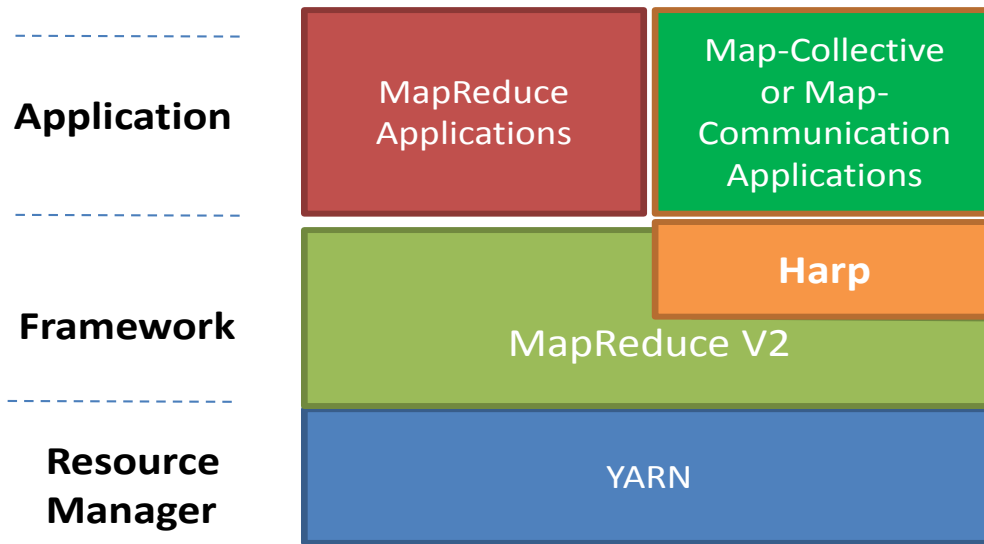 Application
MapReduce
Applications
Map-Collective
or Map-
Communication
Applications
Framework
Harp
MapReduce V2
Resource
Manager
YARN